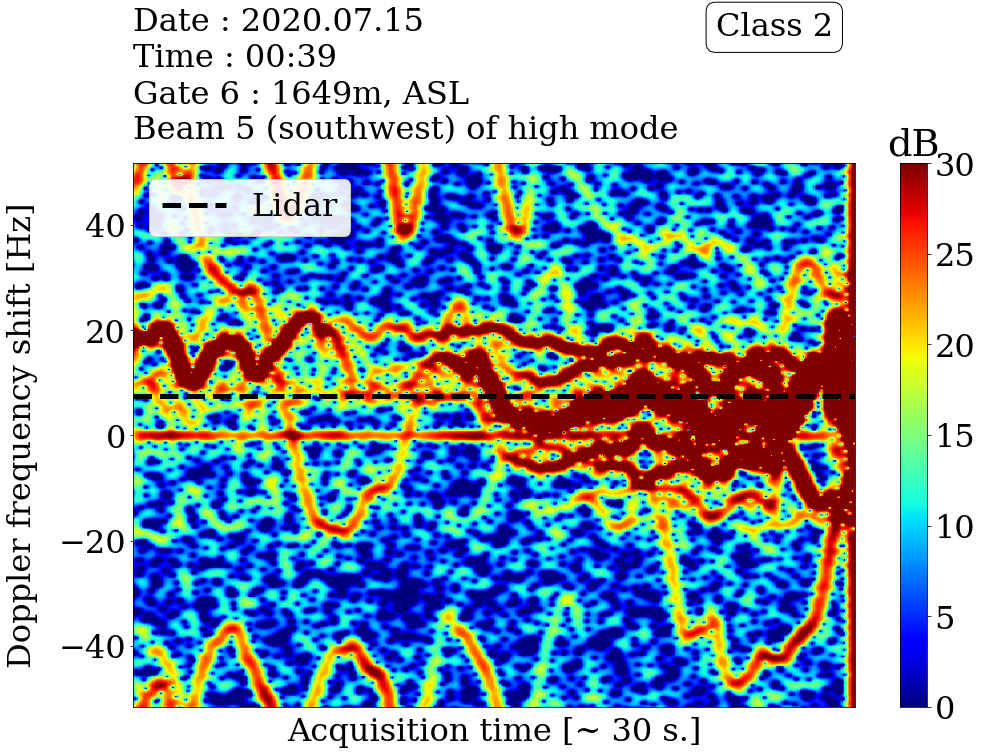 Date : 2020.07.15
Time : 00:39
Gate 6 : 1649m, ASL
Beam 5 (southwest) of high mode
Class 2
dB
Lidar
Doppler frequency shift [Hz]
40
20
0
−20
−40
Acquisition time [~ 30 s.]
30
25
20
15
10
5
0